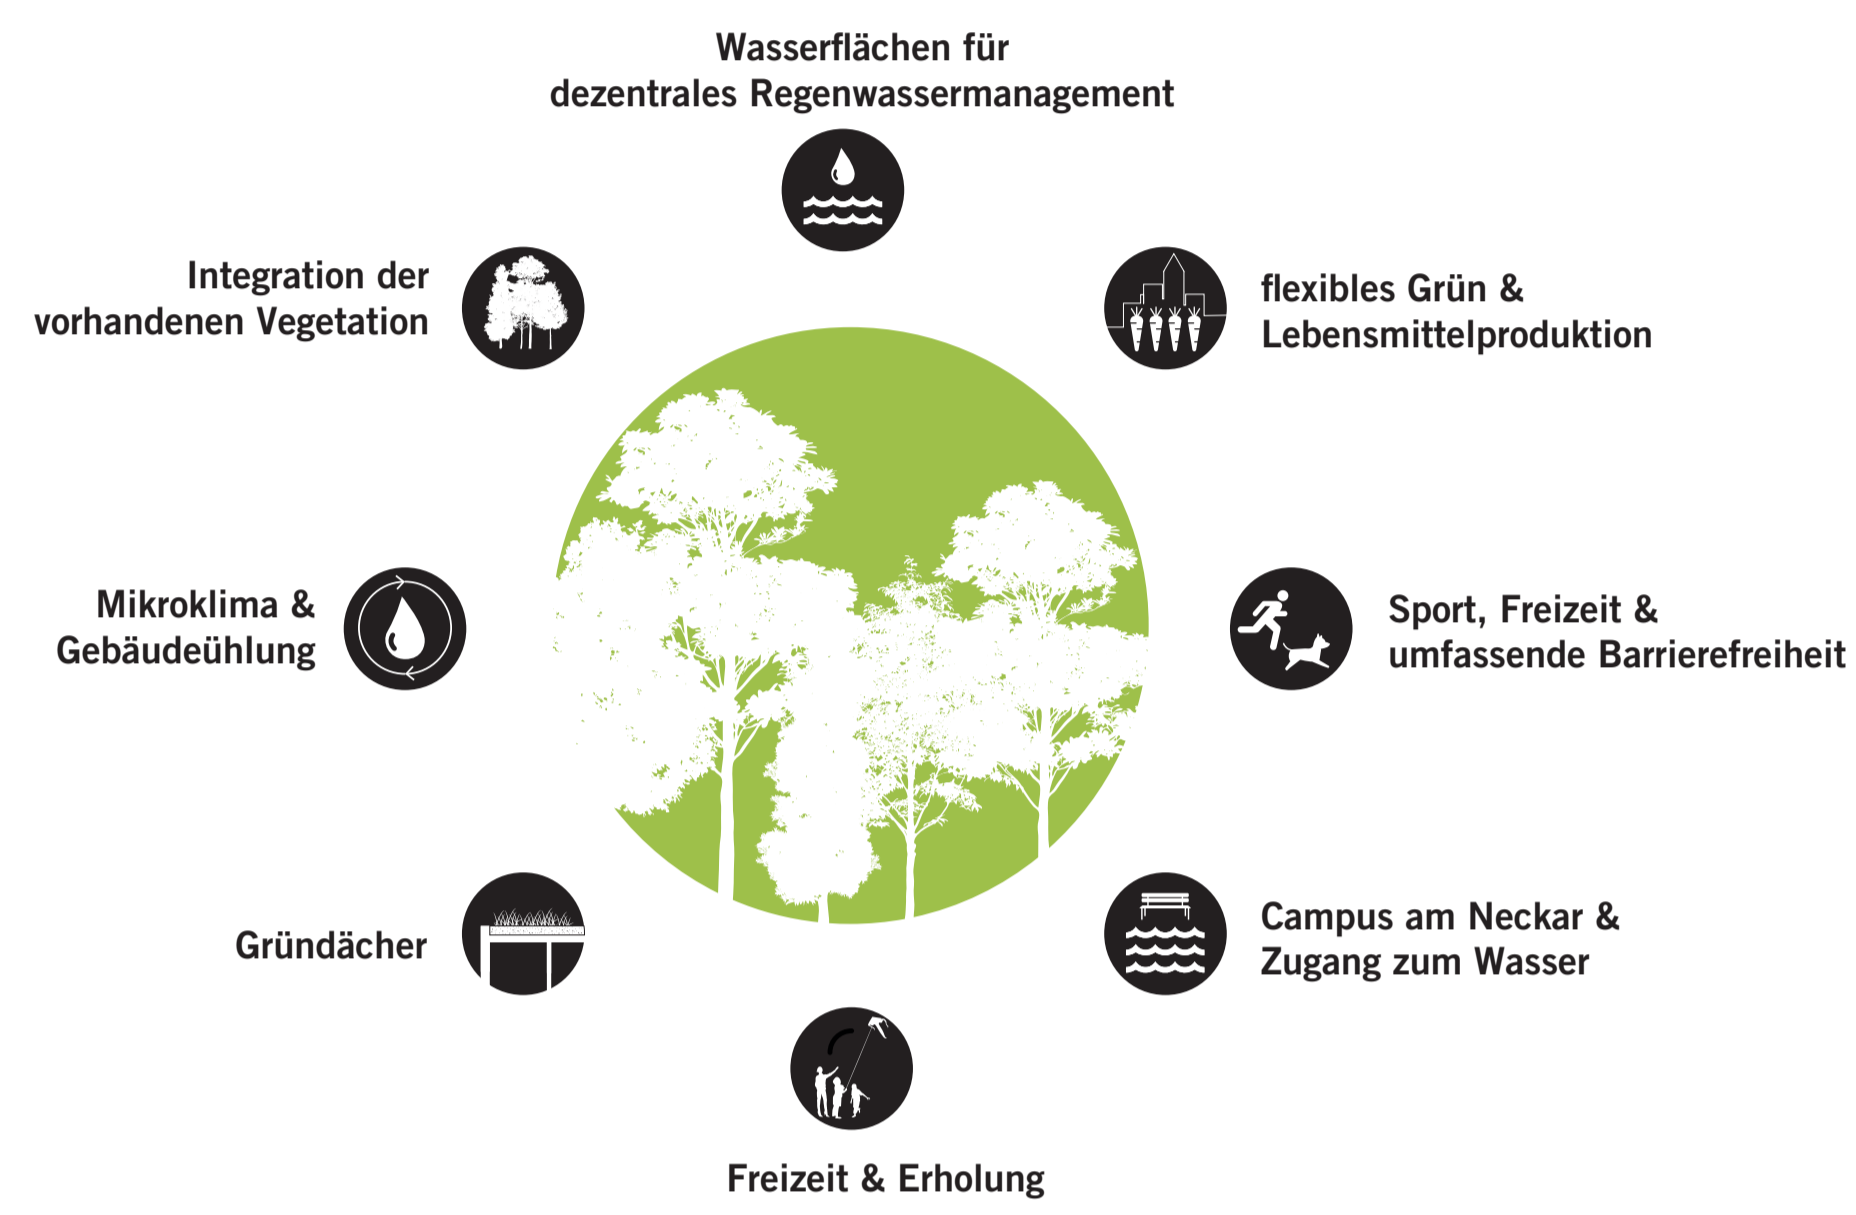 Wasserflächen für
dezentrales Regenwassermanagement
Integration der
vorhandenen Vegetation
flexibles Grün &
Lebensmittelproduktion
Mikroklima &
Gebäudeühlung
Sport, Freizeit &
umfassende Barrierefreiheit
Gründächer
Campus am Neckar &
Zugang zum Wasser
Freizeit & Erholung